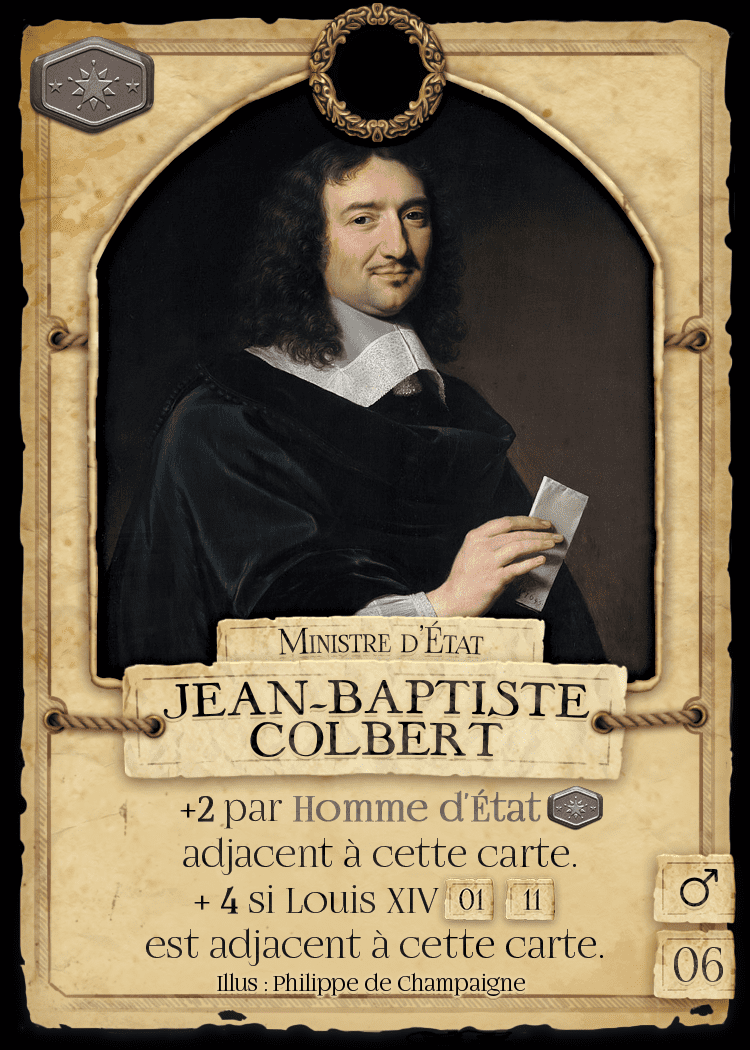 Ministre d'État
JEAN-BAPTISTE
COLBERT
+2 par Homme d'État
adjacent à cette carte.
+ 4 si Louis XIV 01 11
est adjacent à cette carte.
Illus : Philippe de Champaigne
♂
06